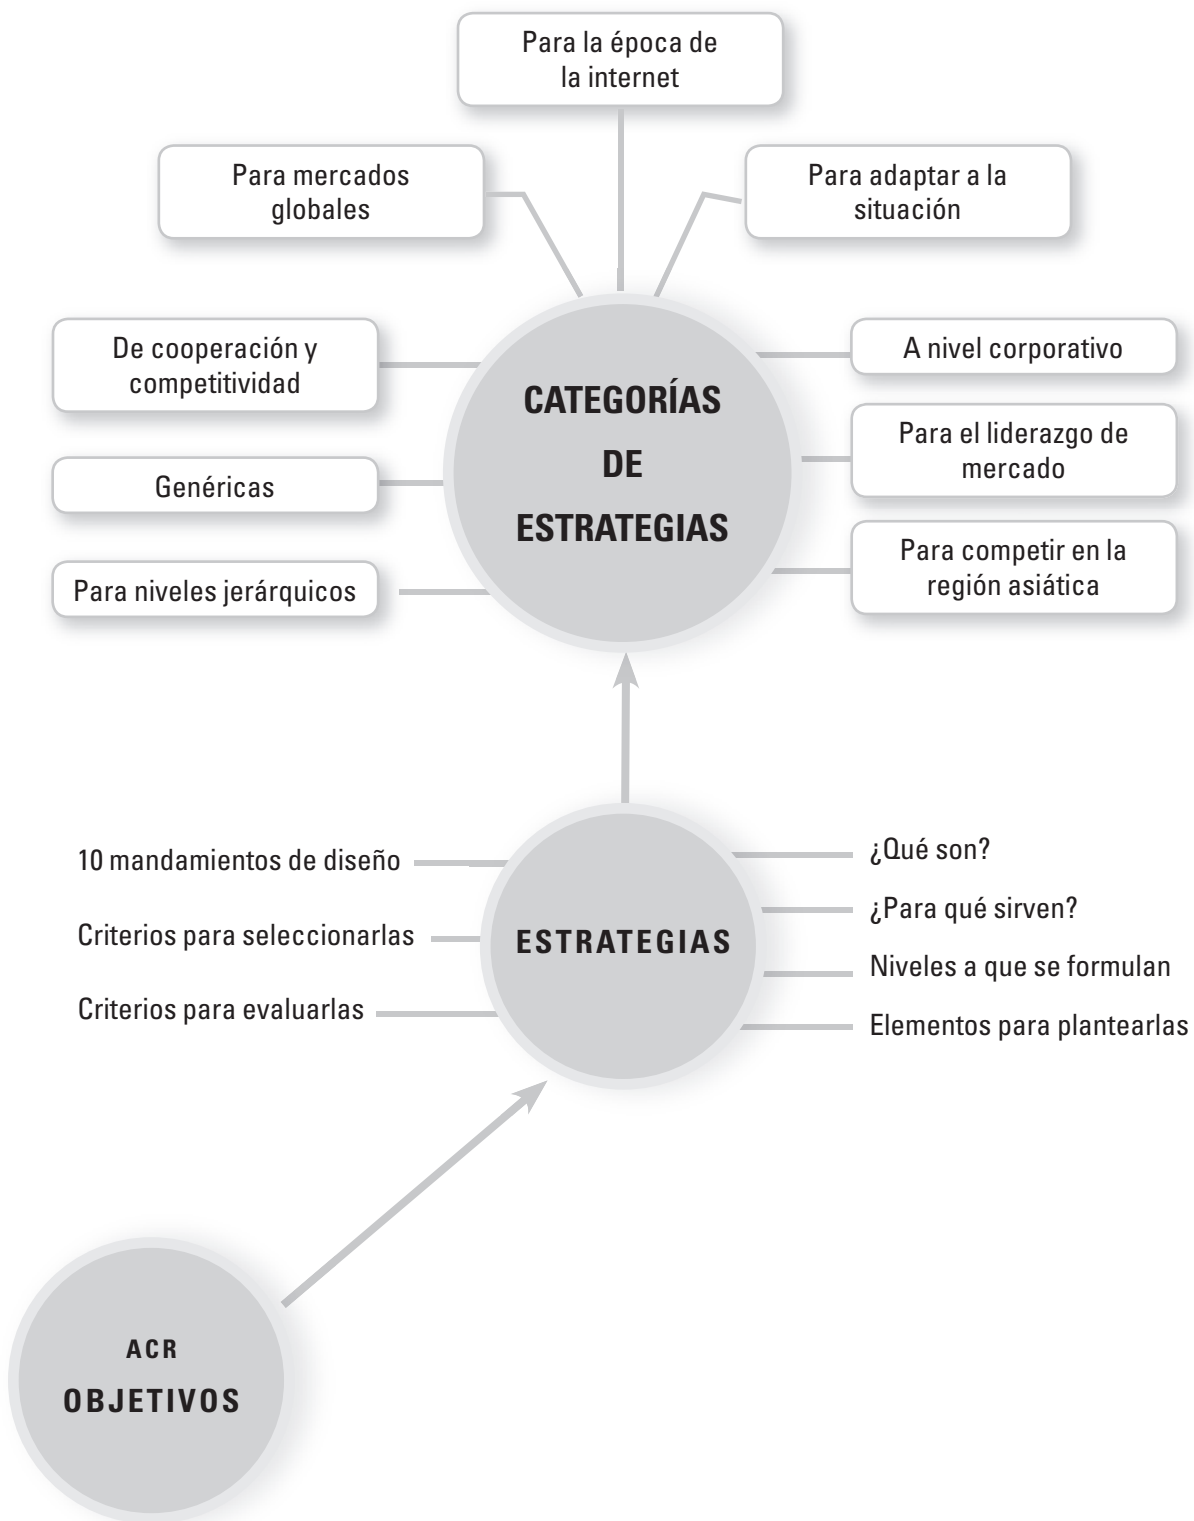 Para la época de
la internet
Para mercados
globales
Para adaptar a la
situación
De cooperación y
competitividad
Genéricas
Para niveles jerárquicos
CATEGORÍAS
DE
ESTRATEGIAS
A nivel corporativo
Para el liderazgo de
mercado
Para competir en la
región asiática
10 mandamientos de diseño
Criterios para seleccionarlas
Criterios para evaluarlas
ESTRATEGIAS
¿Qué son?
¿Para qué sirven?
Niveles a que se formulan
Elementos para plantearlas
ACR
OBJETIVOS